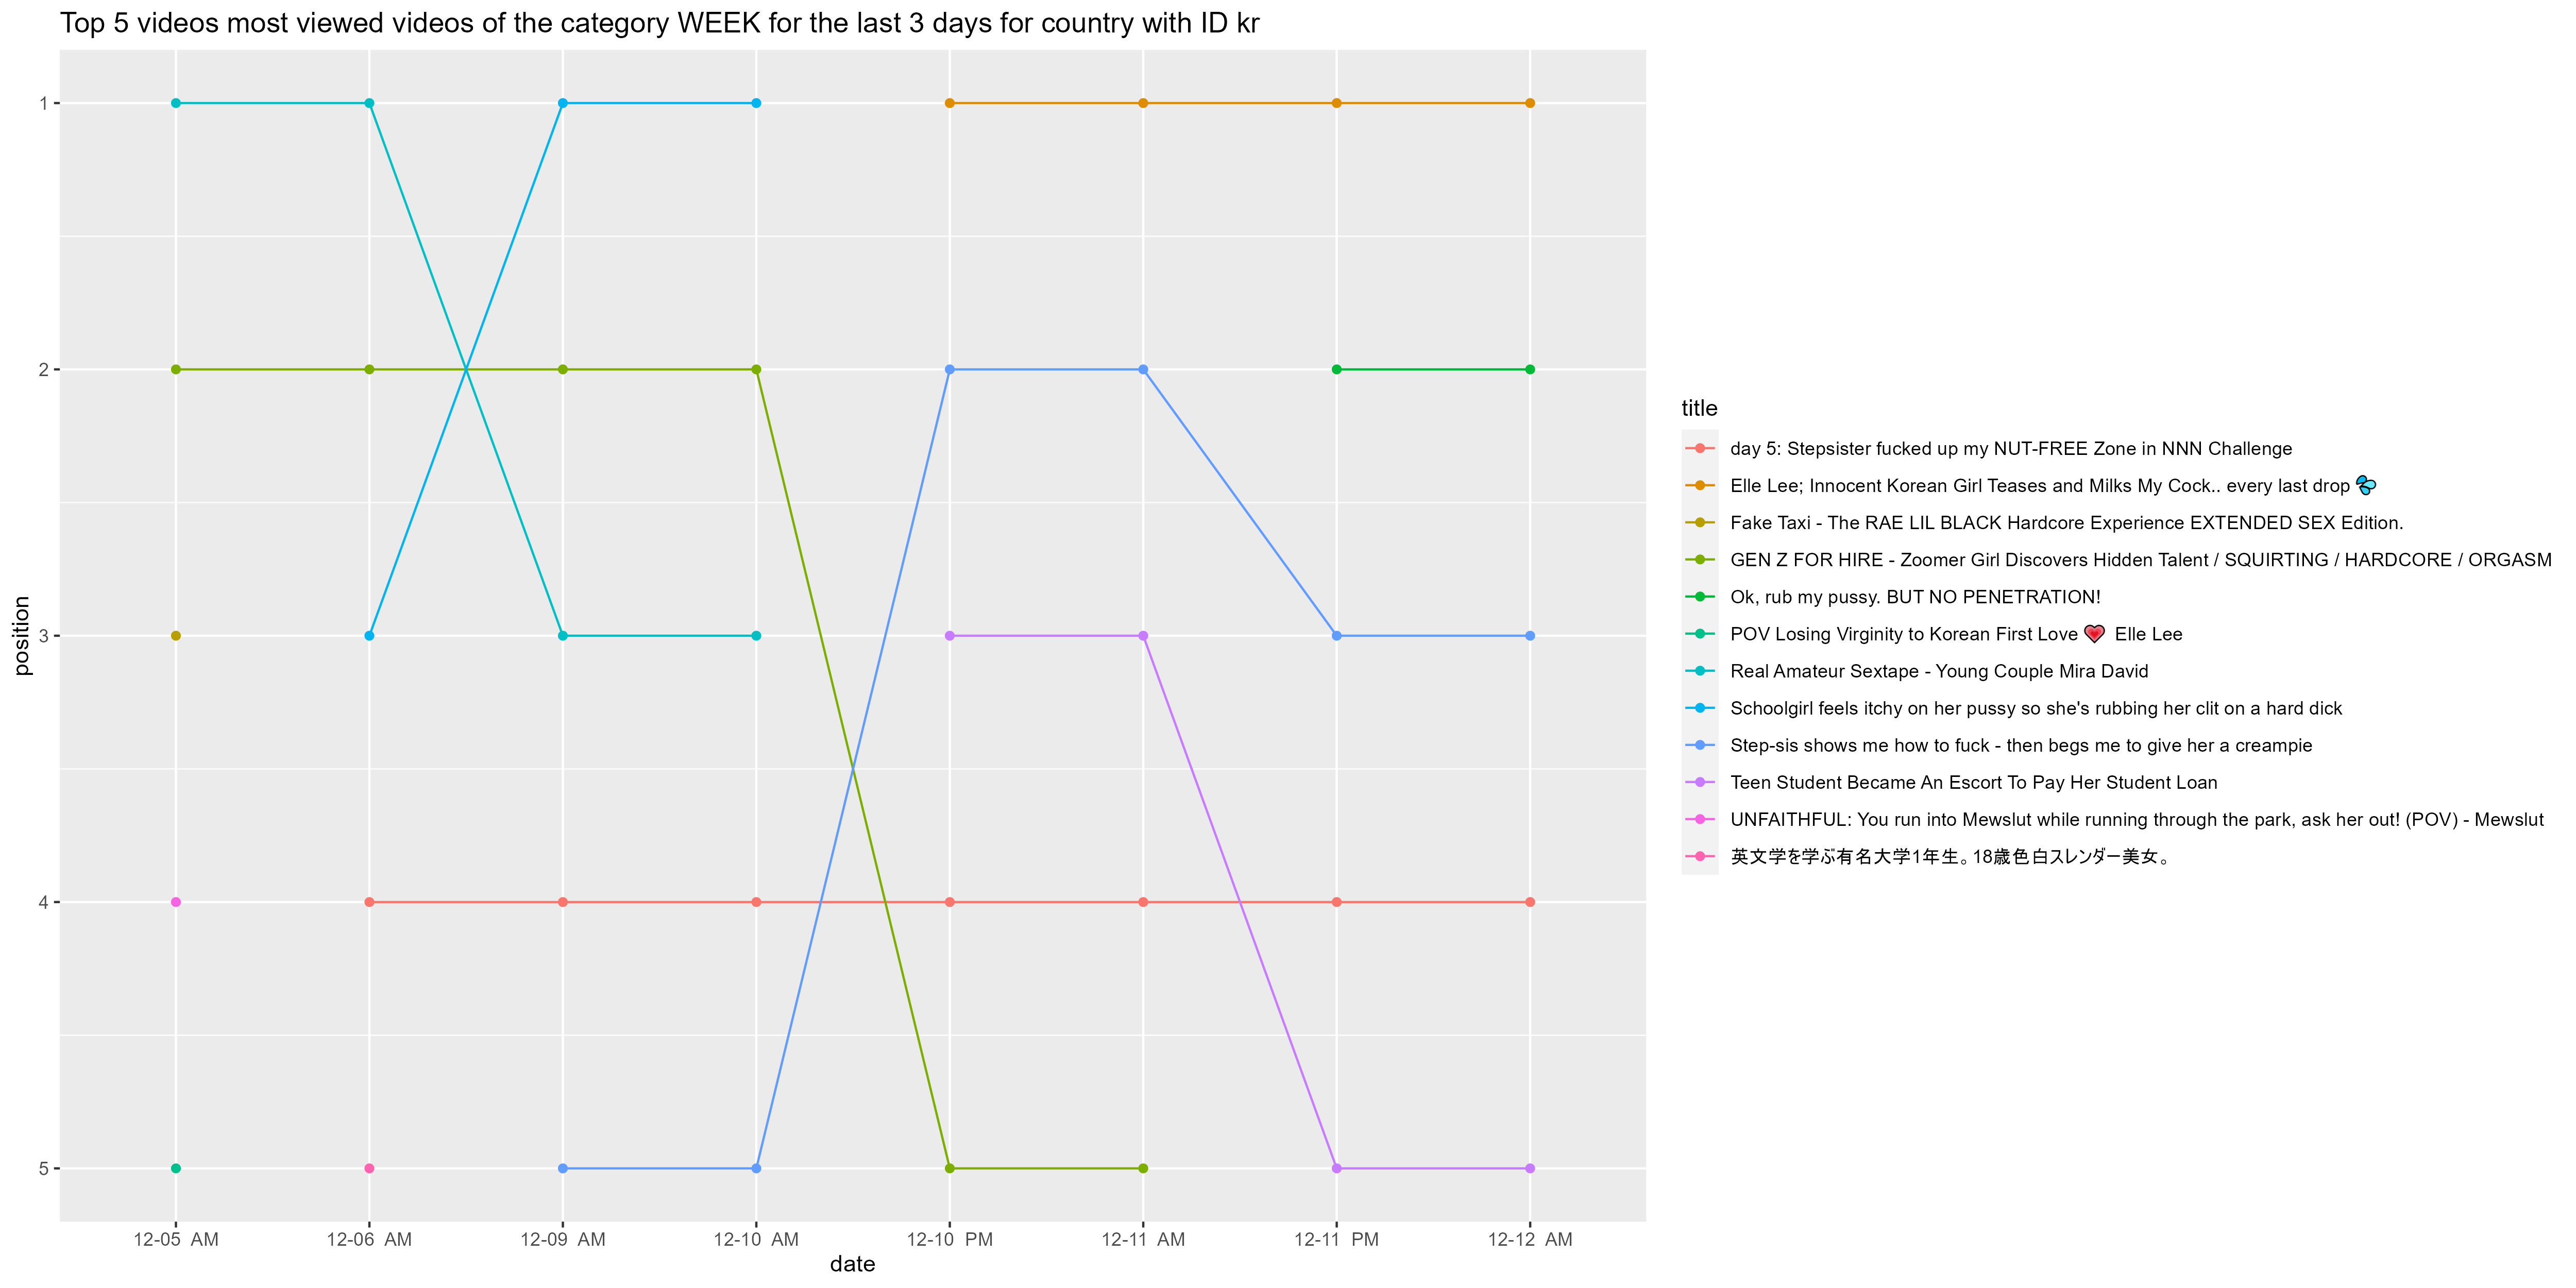 Top 5 videos most viewed videos of the category WEEK for the last 3 days for country with ID kr
position
1
2
3
4
5
12-05 AM
12-06 AM
12-09 AM
12-10 AM
12-10 PM
12-11 AM
12-11 PM
12-12 AM
date
title
day 5: Stepsister fucked up my NUT-FREE Zone in NNN Challenge
Elle Lee; Innocent Korean Girl Teases and Milks My Cock.. every last drop 💦
Fake Taxi - The RAE LIL BLACK Hardcore Experience EXTENDED SEX Edition.
GEN Z FOR HIRE - Zoomer Girl Discovers Hidden Talent / SQUIRTING / HARDCORE / ORGASM
Ok, rub my pussy. BUT NO PENETRATION!
POV Losing Virginity to Korean First Love 💗 Elle Lee
Real Amateur Sextape - Young Couple Mira David
Schoolgirl feels itchy on her pussy so she's rubbing her clit on a hard dick
Step-sis shows me how to fuck - then begs me to give her a creampie
Teen Student Became An Escort To Pay Her Student Loan
UNFAITHFUL: You run into Mewslut while running through the park, ask her out! (POV) - Mewslut
英文学を学ぶ有名大学1年生。18歳色白スレンダー美女。